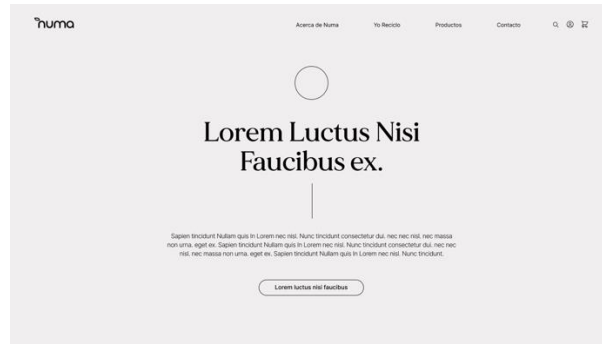 numa
Acerca de Numa
Yo Reciclo
Productos
Contacto
Lorem Luctus Nisi
Faucibus ex.
Sapien tincidunt Nullam quis In Lorem nec nisl. Nunc tincidunt consectetur dui. nec nec nisl, nec massa
non urna. eget ex. Sapien tincidunt Nullam quis In Lorem nec nisl. Nunc tincidunt consectetur dui. nec nec
nisl. nec massa non urna. eget ex. Sapien tincidunt Nullam quis In Lorem nec nisl. Nunc tincidunt.
Lorem luctus nisi faucibus